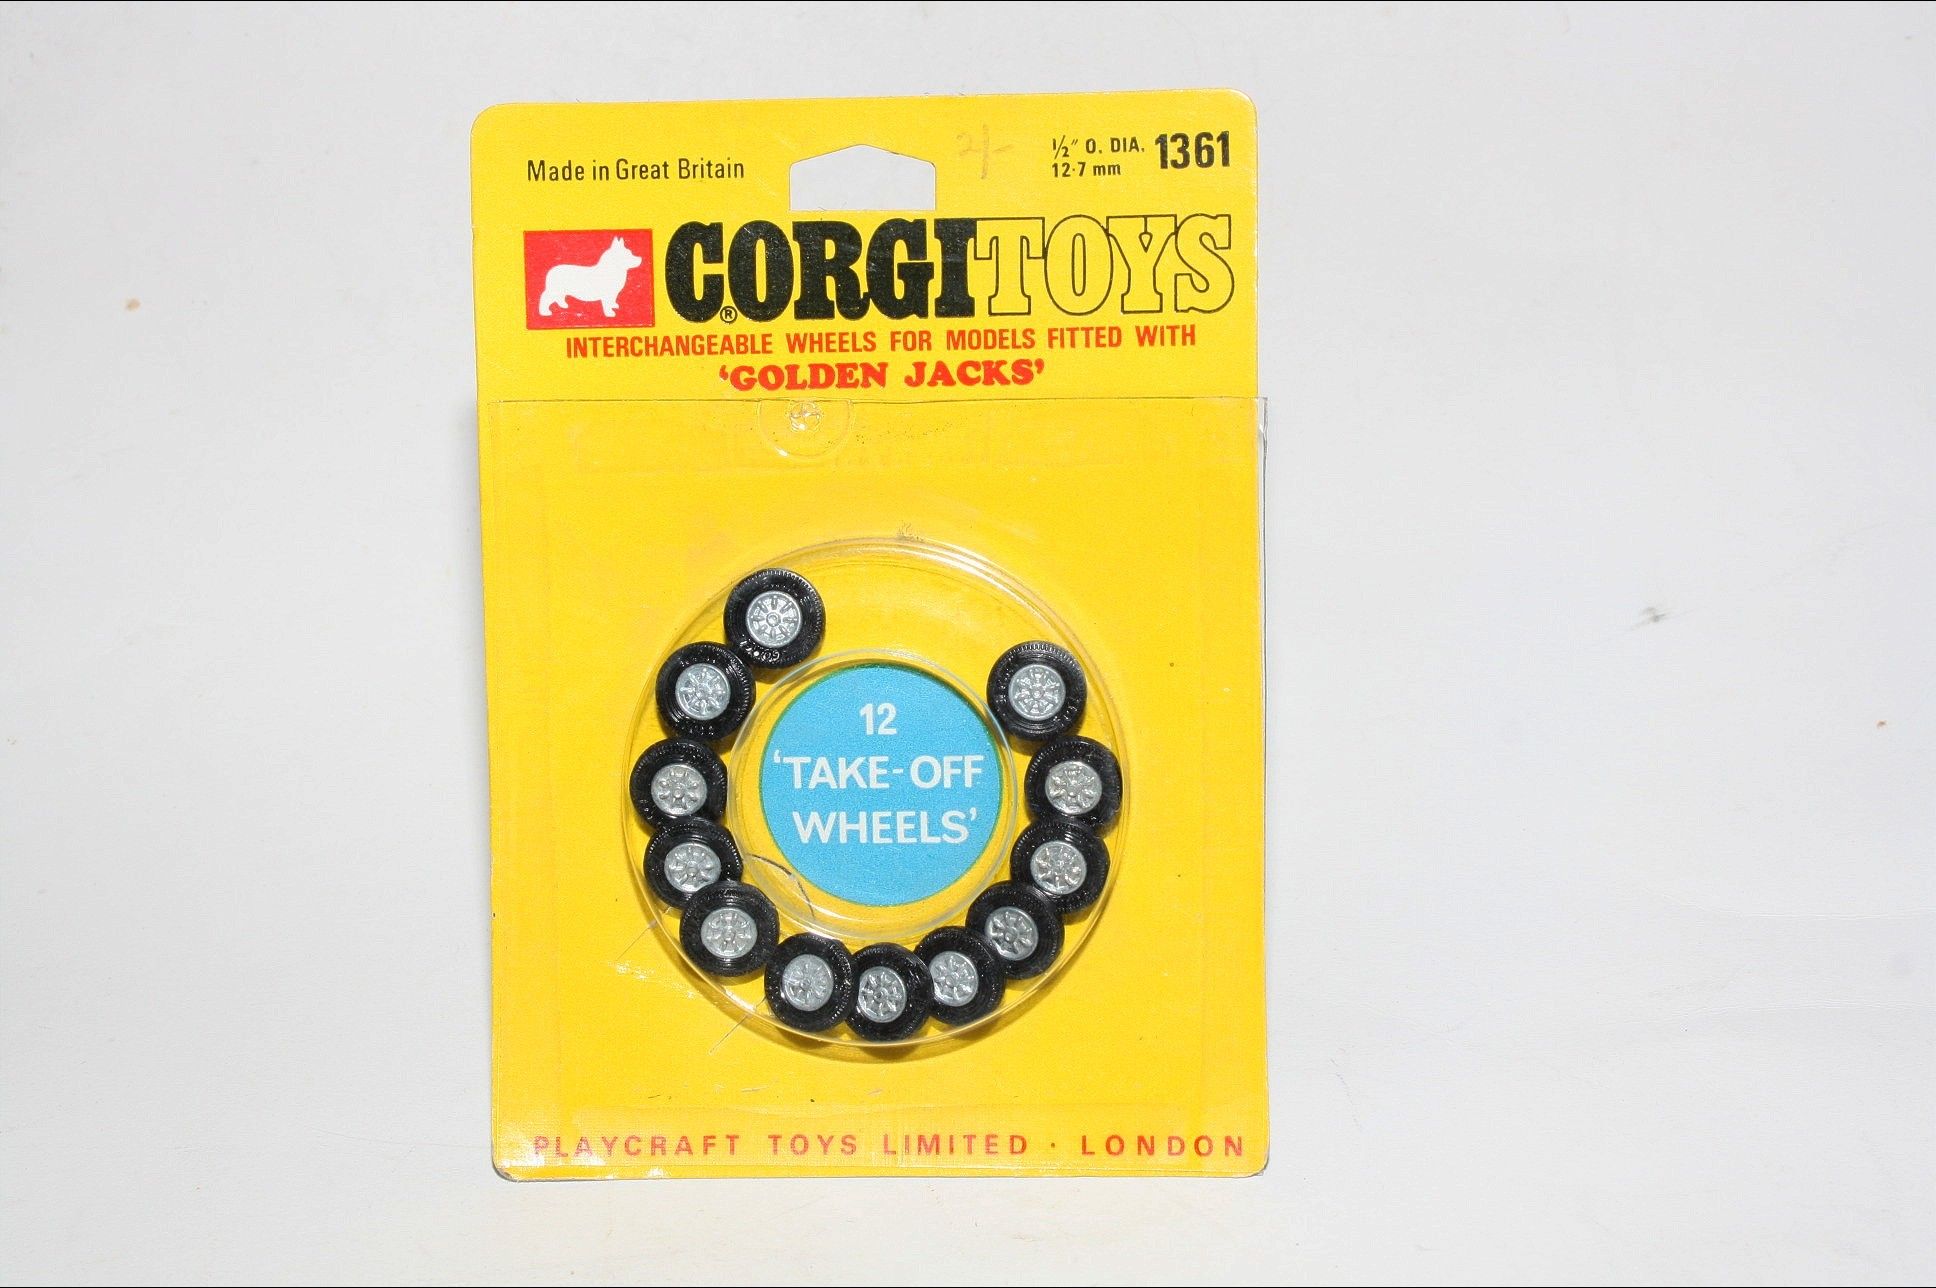 Made in Great Britain
2/-
½" O. DIA. 1361
12·7 mm
CORGI TOYS
®
INTERCHANGEABLE WHEELS FOR MODELS FITTED WITH
‘GOLDEN JACKS’
12
‘TAKE-OFF
WHEELS’
PLAYCRAFT TOYS LIMITED · LONDON